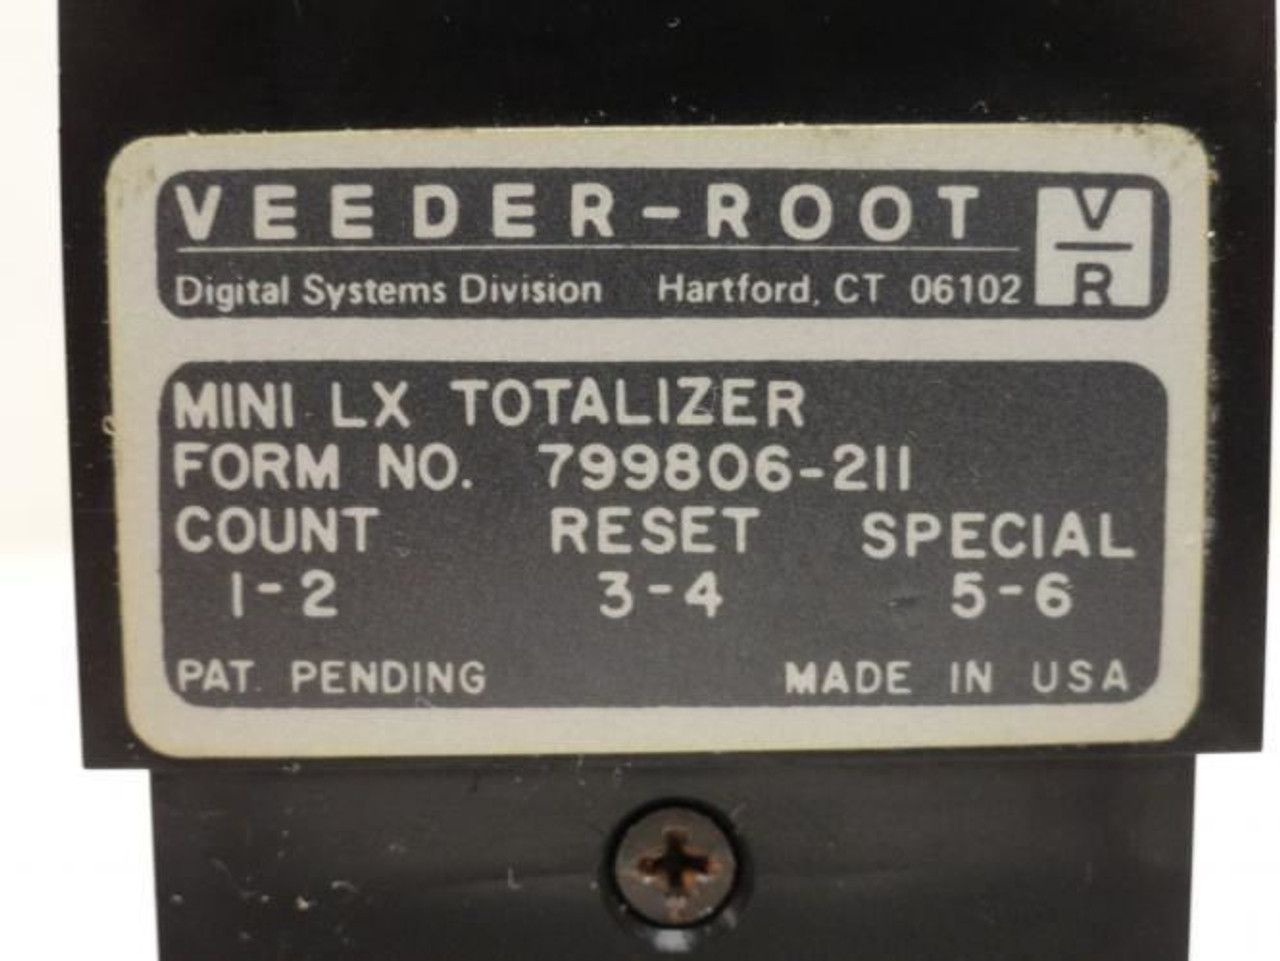 VEEDER-ROOT
V
R
Digital Systems Division Hartford, CT 06102
MINI LX TOTALIZER
FORM NO. 799806-211
COUNT RESET SPECIAL
1-2 3-4 5-6
PAT. PENDING MADE IN USA